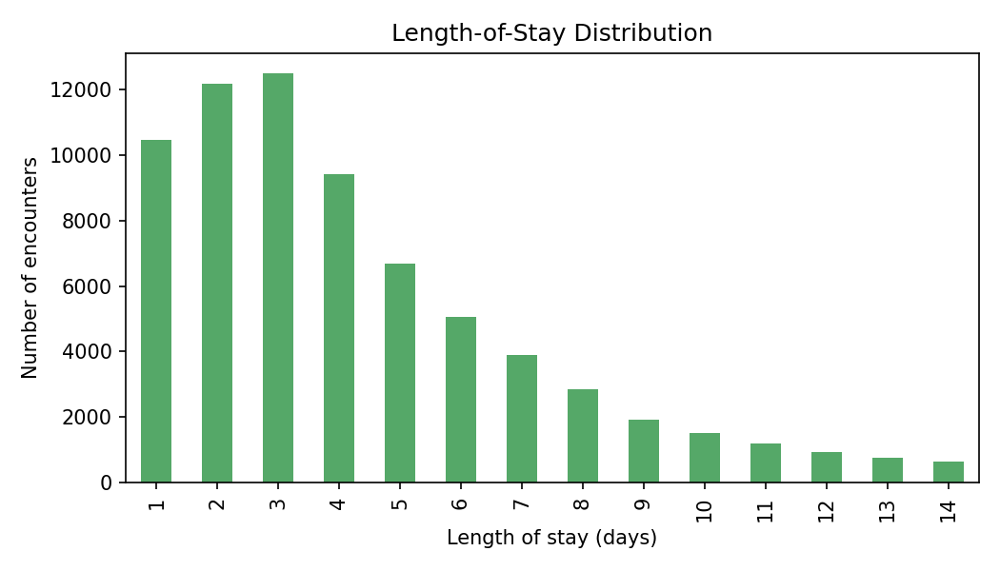 Length-of-Stay Distribution
12000
10000
8000
6000
4000
2000
0
Number of encounters
1 2 3 4 5 6 7 8 9 10 11 12 13 14
Length of stay (days)